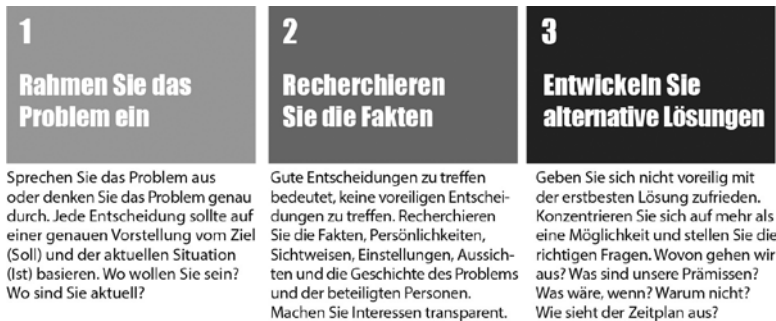 1
Rahmen Sie das
Problem ein
Sprechen Sie das Problem aus
oder denken Sie das Problem genau
durch. Jede Entscheidung sollte auf
einer genauen Vorstellung vom Ziel
(Soll) und der aktuellen Situation
(Ist) basieren. Wo wollen Sie sein?
Wo sind Sie aktuell?
2
Recherchieren
Sie die Fakten
Gute Entscheidungen zu treffen
bedeutet, keine voreiligen Entschei-
dungen zu treffen. Recherchieren
Sie die Fakten, Persönlichkeiten,
Sichtweisen, Einstellungen, Aussich-
ten und die Geschichte des Problems
und der beteiligten Personen.
Machen Sie Interessen transparent.
3
Entwickeln Sie
alternative Lösungen
Geben Sie sich nicht voreilig mit
der erstbesten Lösung zufrieden.
Konzentrieren Sie sich auf mehr als
eine Möglichkeit und stellen Sie die
richtigen Fragen. Wovon gehen wir
aus? Was sind unsere Prämissen?
Was wäre, wenn? Warum nicht?
Wie sieht der Zeitplan aus?